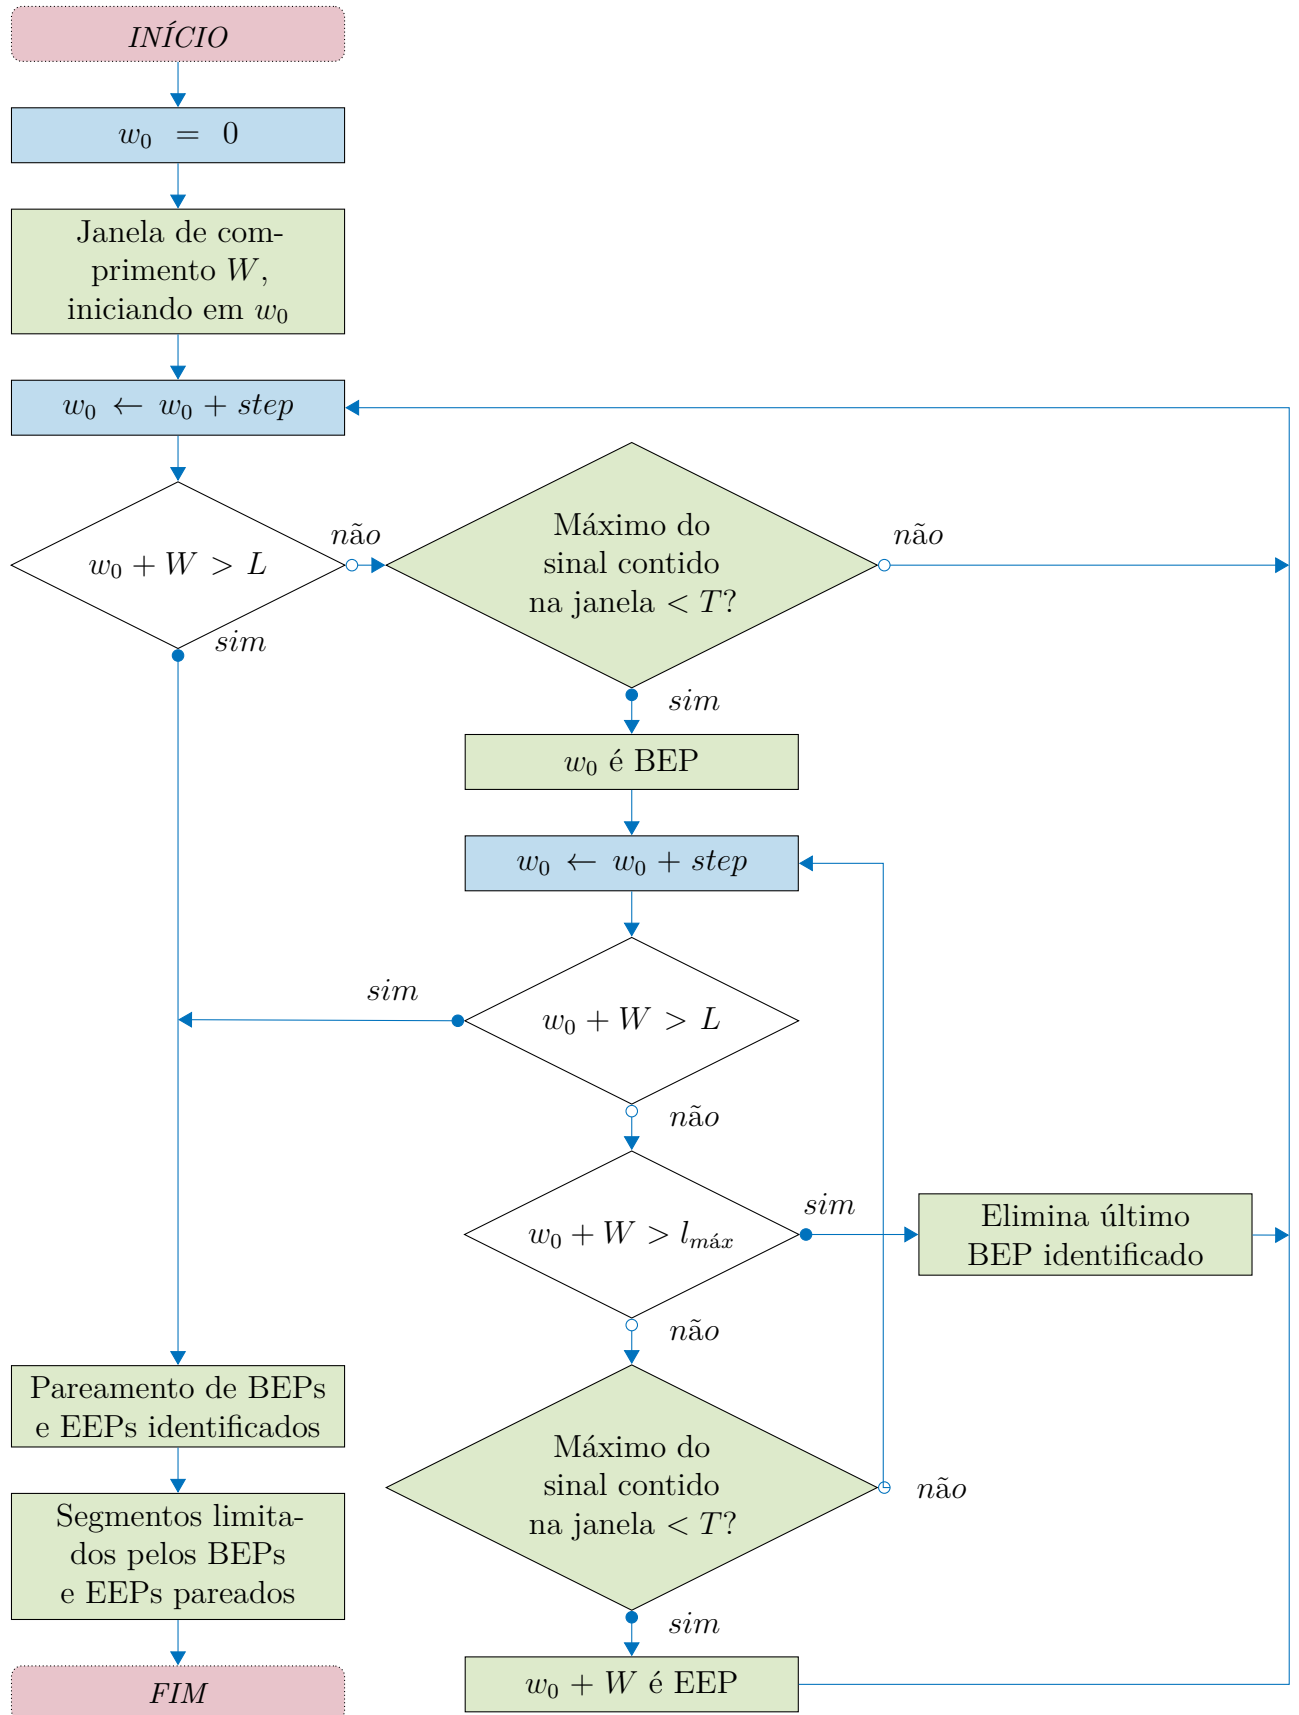 INÍCIO
w₀ = 0
Janela de com-
primento W,
iniciando em w₀
w₀ ← w₀ + step
w₀ + W > L
não
sim
Máximo do
sinal contido
na janela < T?
não
sim
w₀ é BEP
w₀ ← w₀ + step
w₀ + W > L
sim
não
w₀ + W > l_máx
sim
Elimina último
BEP identificado
não
Máximo do
sinal contido
na janela < T?
não
sim
w₀ + W é EEP
Pareamento de BEPs
e EEPs identificados
Segmentos limita-
dos pelos BEPs
e EEPs pareados
FIM